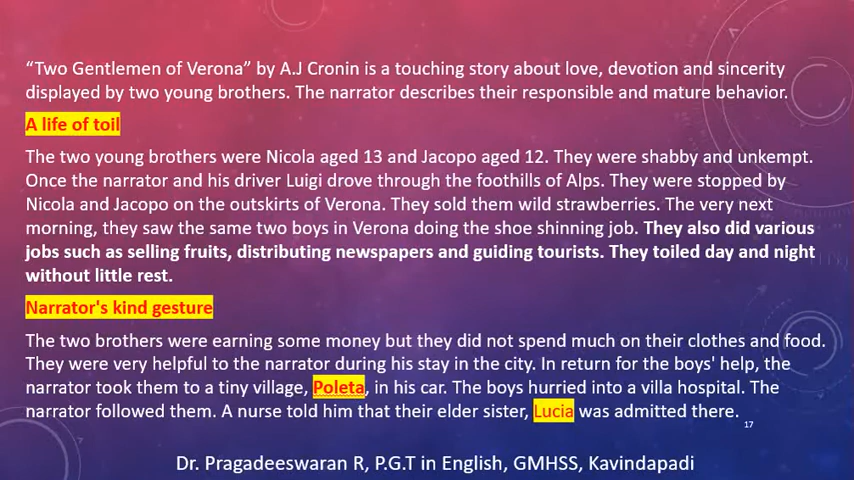 “Two Gentlemen of Verona” by A.J Cronin is a touching story about love, devotion and sincerity
displayed by two young brothers. The narrator describes their responsible and mature behavior.
A life of toil
The two young brothers were Nicola aged 13 and Jacopo aged 12. They were shabby and unkempt.
Once the narrator and his driver Luigi drove through the foothills of Alps. They were stopped by
Nicola and Jacopo on the outskirts of Verona. They sold them wild strawberries. The very next
morning, they saw the same two boys in Verona doing the shoe shinning job. They also did various
jobs such as selling fruits, distributing newspapers and guiding tourists. They toiled day and night
without little rest.
Narrator's kind gesture
The two brothers were earning some money but they did not spend much on their clothes and food.
They were very helpful to the narrator during his stay in the city. In return for the boys' help, the
narrator took them to a tiny village, Poleta, in his car. The boys hurried into a villa hospital. The
narrator followed them. A nurse told him that their elder sister, Lucia was admitted there.
17
Dr. Pragadeeswaran R, P.G.T in English, GMHSS, Kavindapadi